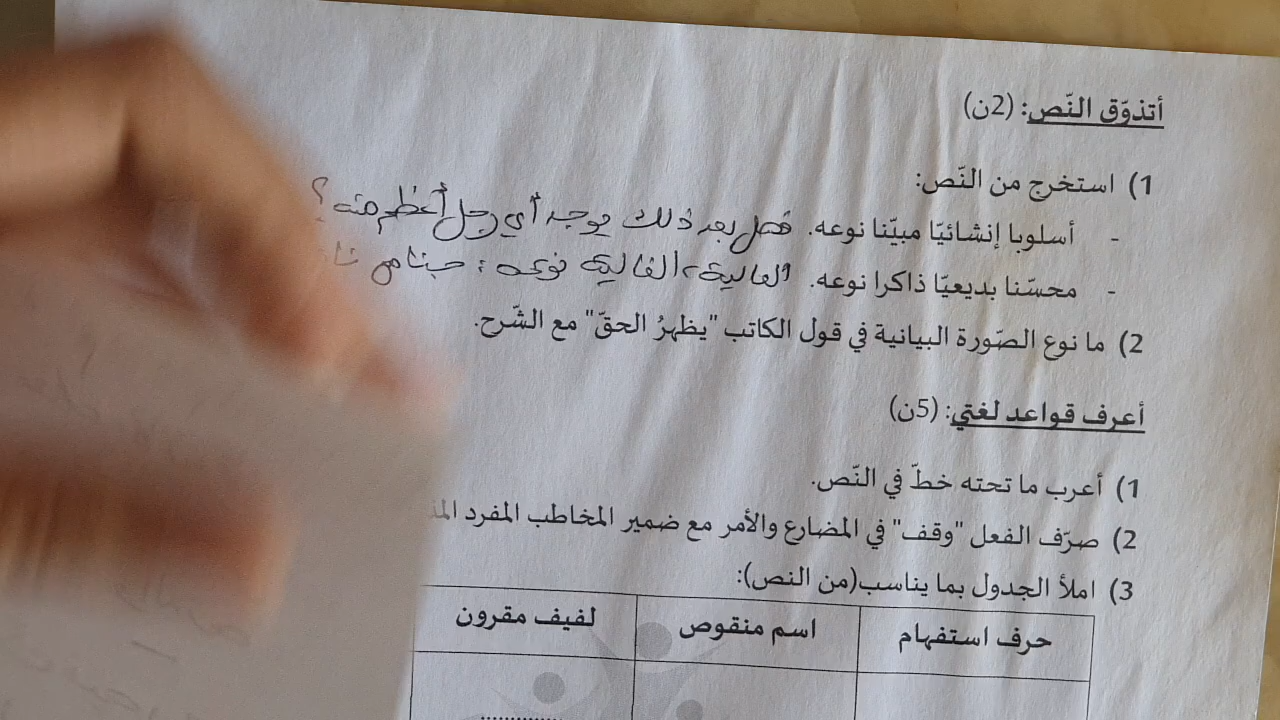 أتذوّق النّص: (2ن)
1) استخرج من النّص:
- أسلوبا إنشائيّا مبيّنا نوعه. فهل بعد ذلك يوجد أي رجل أعظم منه؟
- محسّنا بديعيّا ذاكرا نوعه. العالية، الغالية نوعه: جناس
2) ما نوع الصّورة البيانية في قول الكاتب "يظهرُ الحقّ" مع الشّرح.
أعرف قواعد لغتي: (5ن)
1) أعرب ما تحته خطّ في النّص.
2) صرّف الفعل "وقف" في المضارع والأمر مع ضمير المخاطب المفرد
3) املأ الجدول بما يناسب(من النص):
حرف استفهام اسم منقوص لفيف مقرون